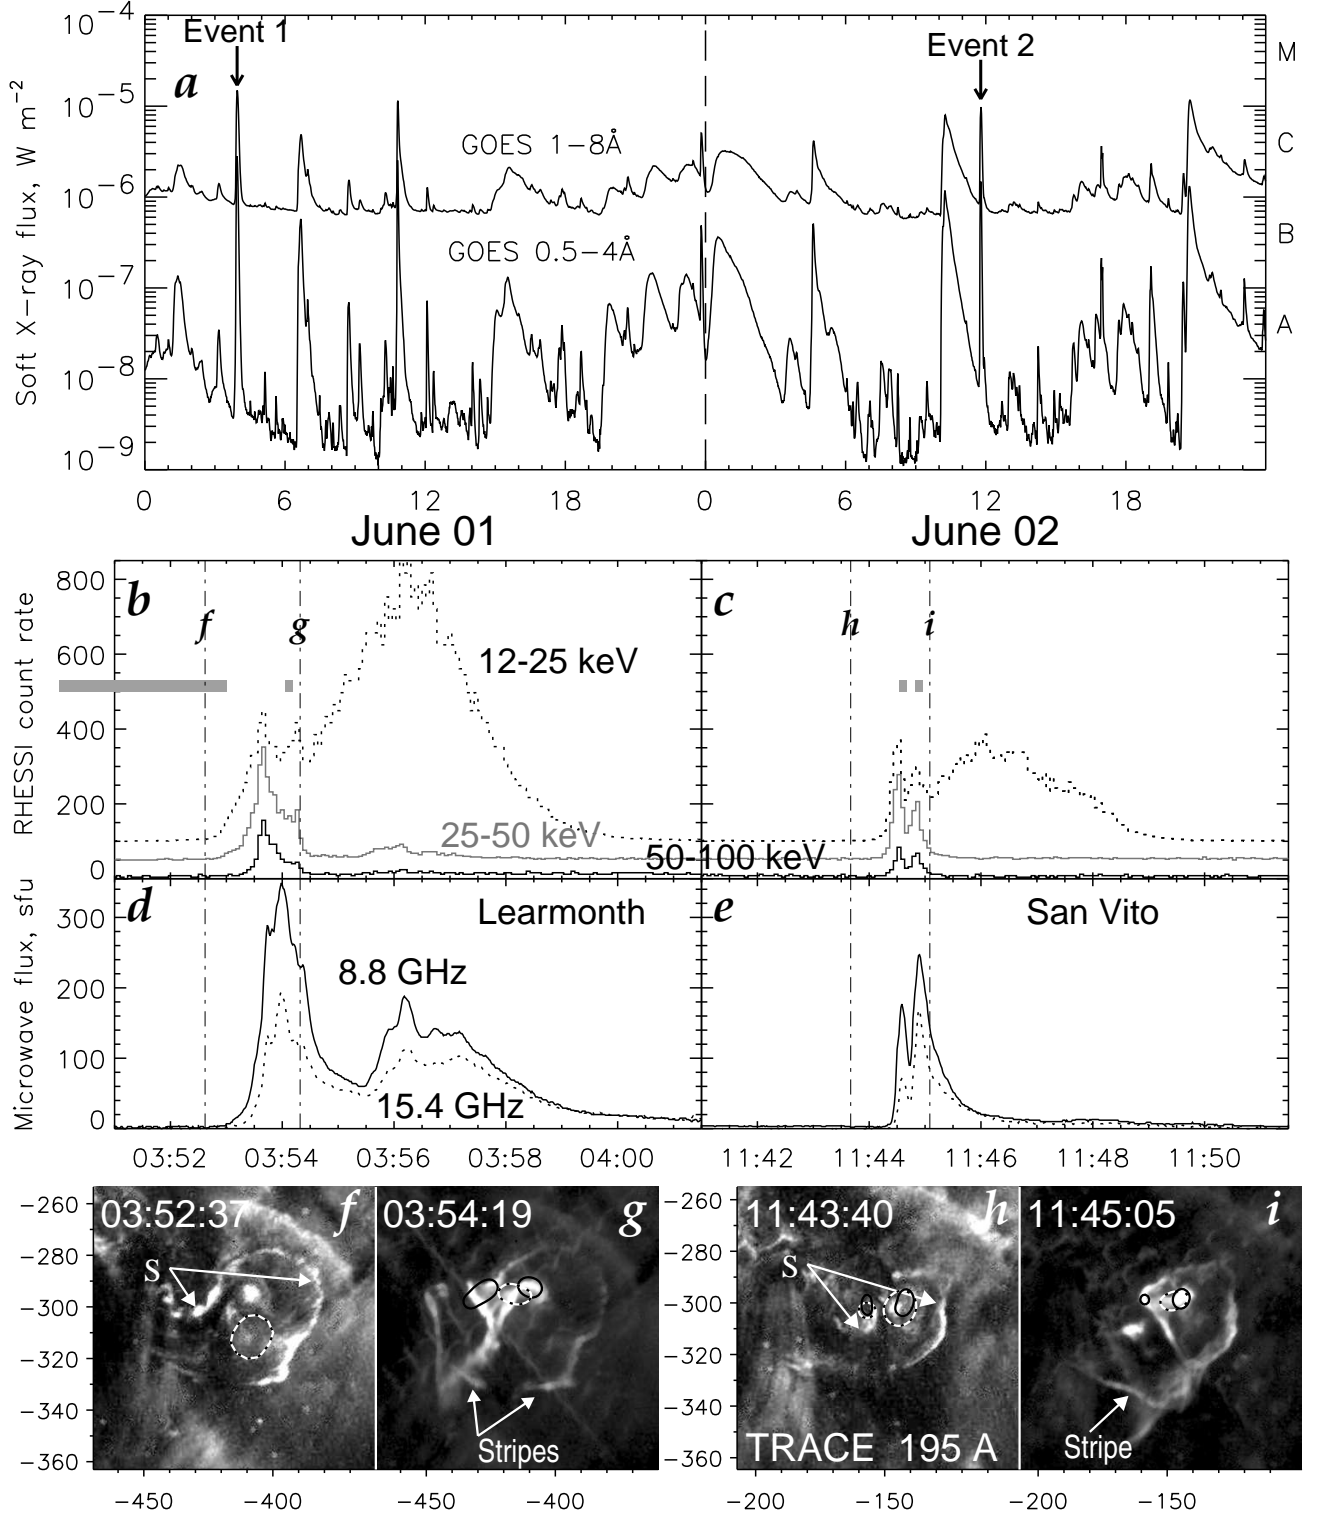 Event 1
Event 2
a
10−4
10−5
10−6
10−7
10−8
10−9
Soft X−ray flux, W m−2
GOES 1−8Å
GOES 0.5−4Å
M
C
B
A
0 6 12 18 0 6 12 18
June 01 June 02
b c
f g h i
800
600
400
200
0
RHESSI count rate
12-25 keV
25-50 keV
50-100 keV
d Learmonth e San Vito
300
200
100
0
Microwave flux, sfu
8.8 GHz
15.4 GHz
03:52 03:54 03:56 03:58 04:00 11:42 11:44 11:46 11:48 11:50
−260
−280
−300
−320
−340
−360
03:52:37 f
S
03:54:19 g
Stripes
−450 −400 −450 −400
−260
−280
−300
−320
−340
−360
11:43:40 h
S
TRACE 195 A
11:45:05 i
Stripe
−200 −150 −200 −150